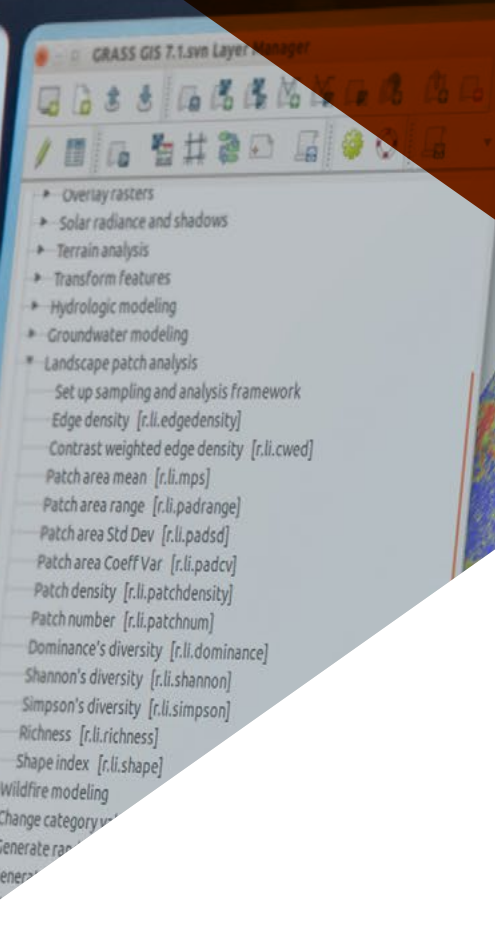 GRASS GIS 7.1.svn Layer Manager
Overlay rasters
Solar radiance and shadows
Terrain analysis
Transform features
Hydrologic modeling
Groundwater modeling
Landscape patch analysis
Set up sampling and analysis framework
Edge density [r.li.edgedensity]
Contrast weighted edge density [r.li.cwed]
Patch area mean [r.li.mps]
Patch area range [r.li.padrange]
Patch area Std Dev [r.li.padsd]
Patch area Coeff Var [r.li.padcv]
Patch density [r.li.patchdensity]
Patch number [r.li.patchnum]
Dominance's diversity [r.li.dominance]
Shannon's diversity [r.li.shannon]
Simpson's diversity [r.li.simpson]
Richness [r.li.richness]
Shape index [r.li.shape]
Wildfire modeling
Change category
Generate